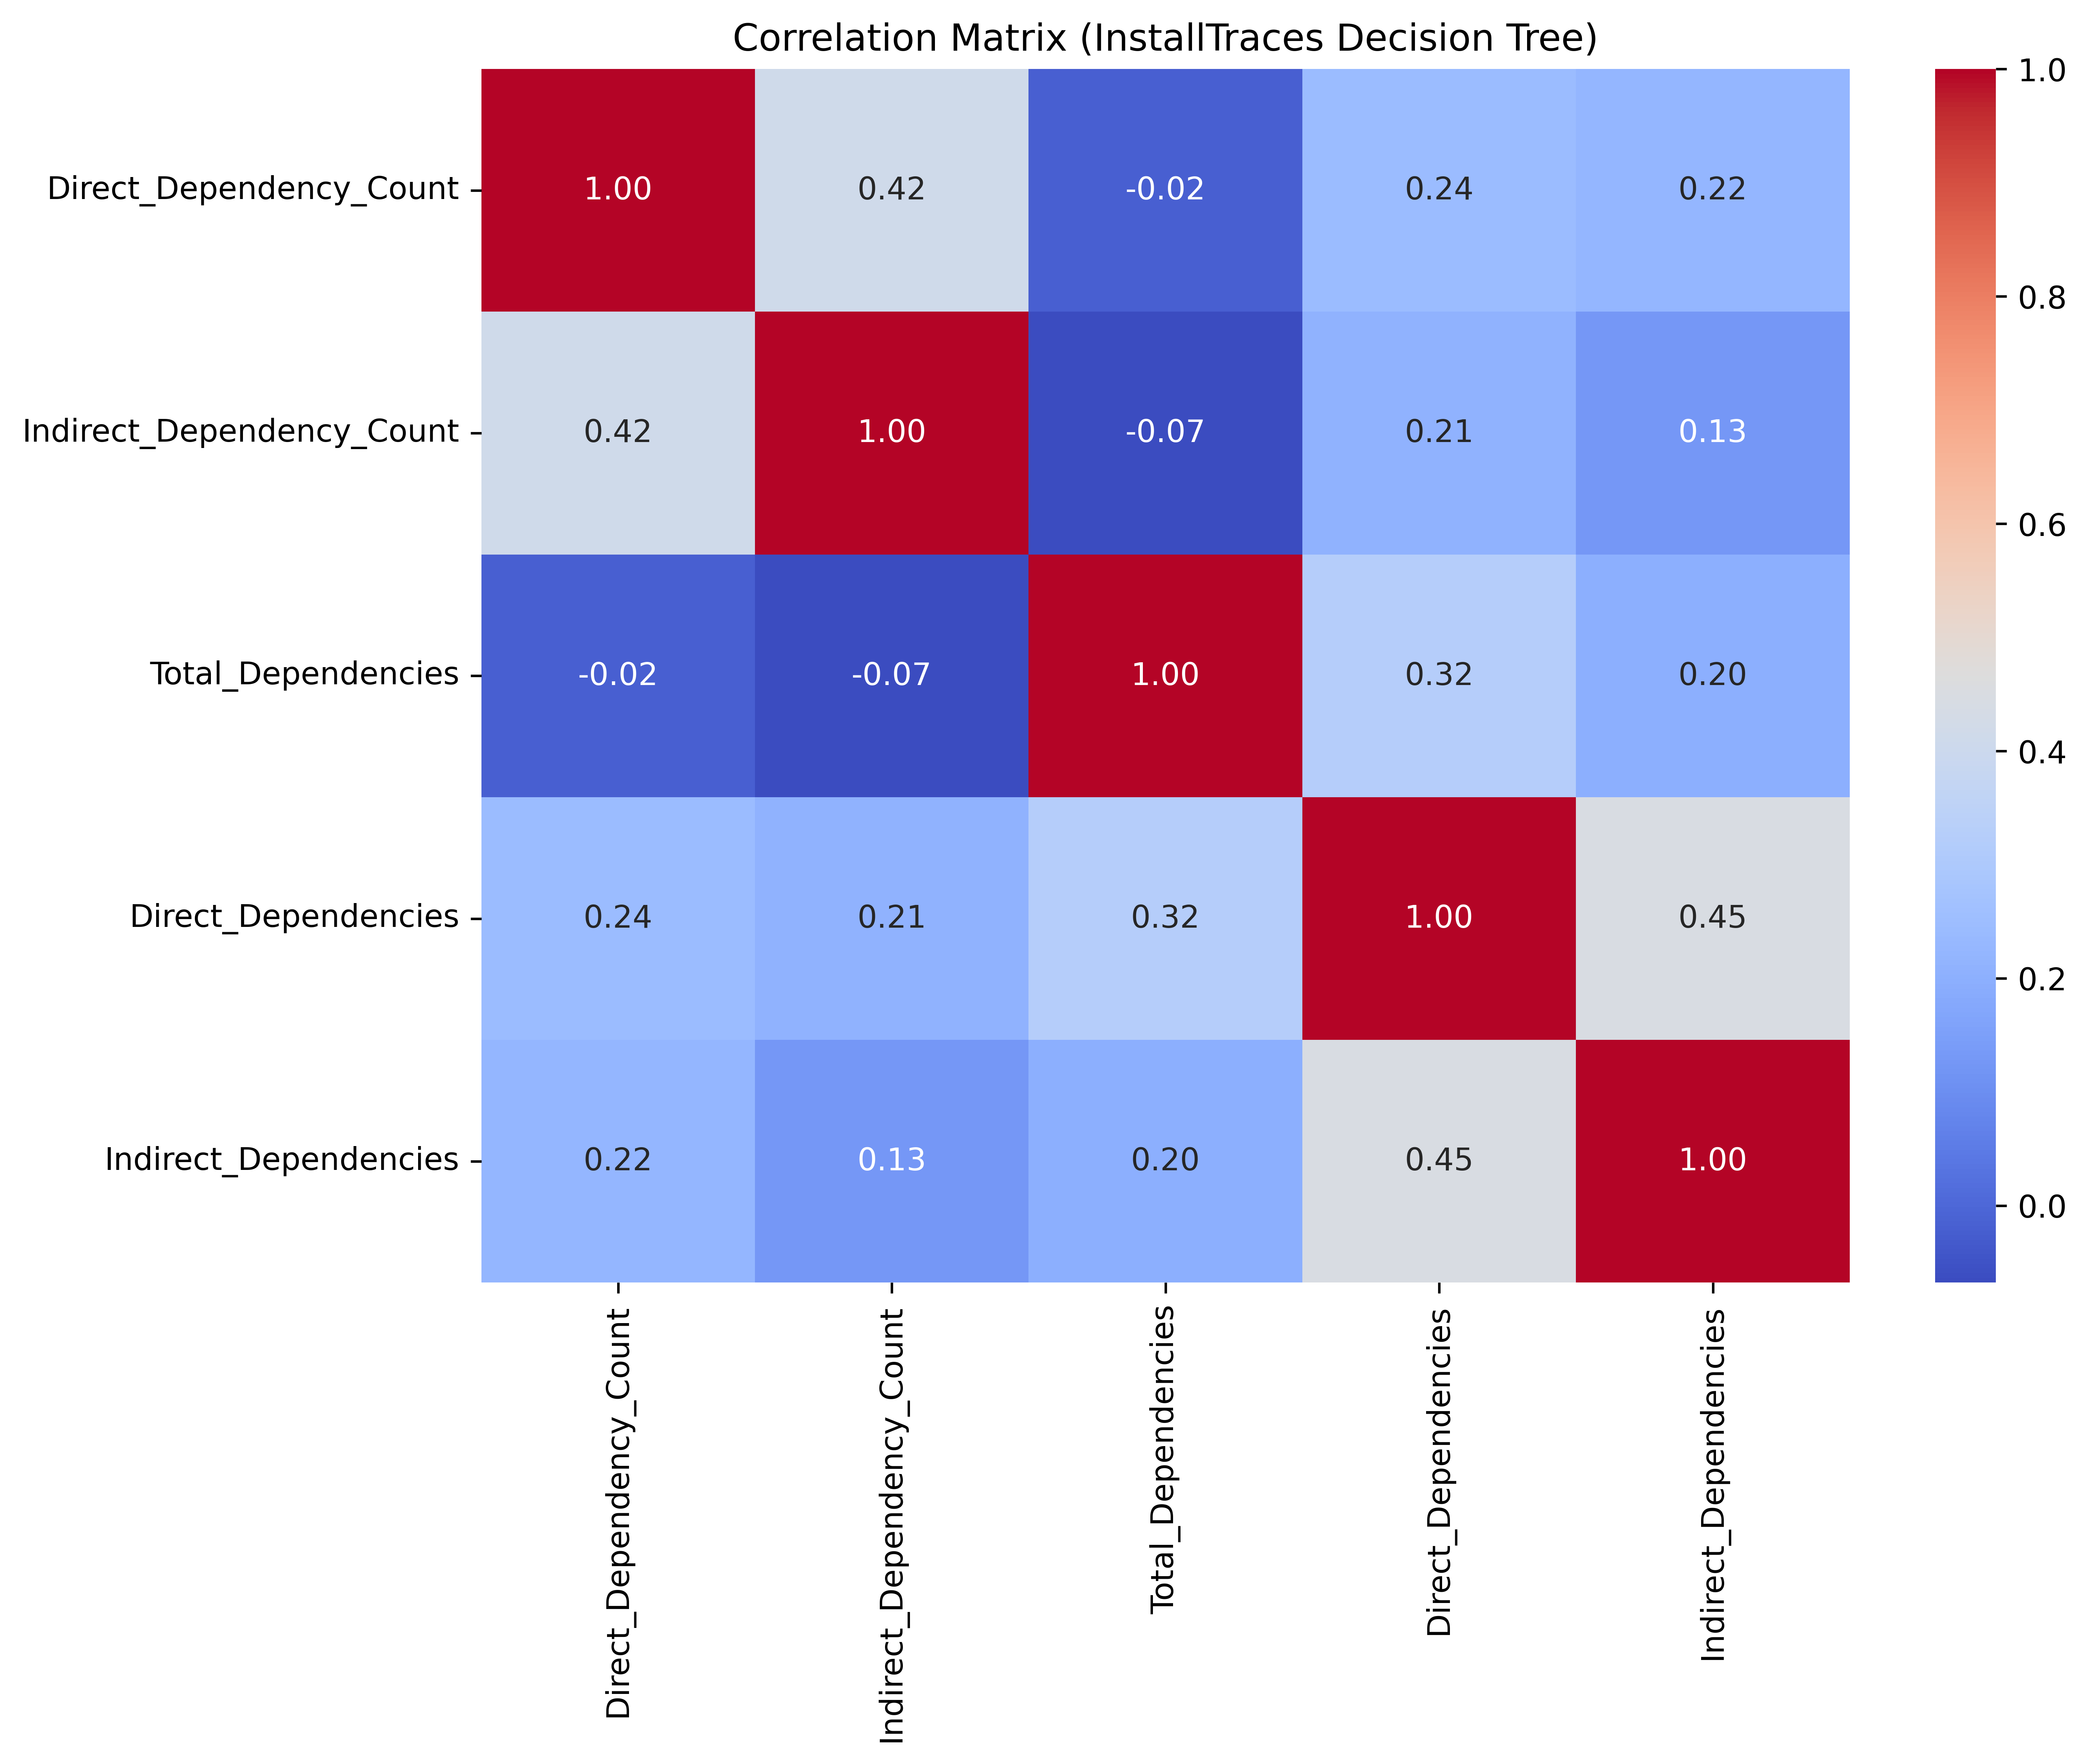 Correlation Matrix (InstallTraces Decision Tree)
Direct_Dependency_Count 1.00 0.42 -0.02 0.24 0.22
Indirect_Dependency_Count 0.42 1.00 -0.07 0.21 0.13
Total_Dependencies -0.02 -0.07 1.00 0.32 0.20
Direct_Dependencies 0.24 0.21 0.32 1.00 0.45
Indirect_Dependencies 0.22 0.13 0.20 0.45 1.00
Direct_Dependency_Count
Indirect_Dependency_Count
Total_Dependencies
Direct_Dependencies
Indirect_Dependencies
1.0
0.8
0.6
0.4
0.2
0.0